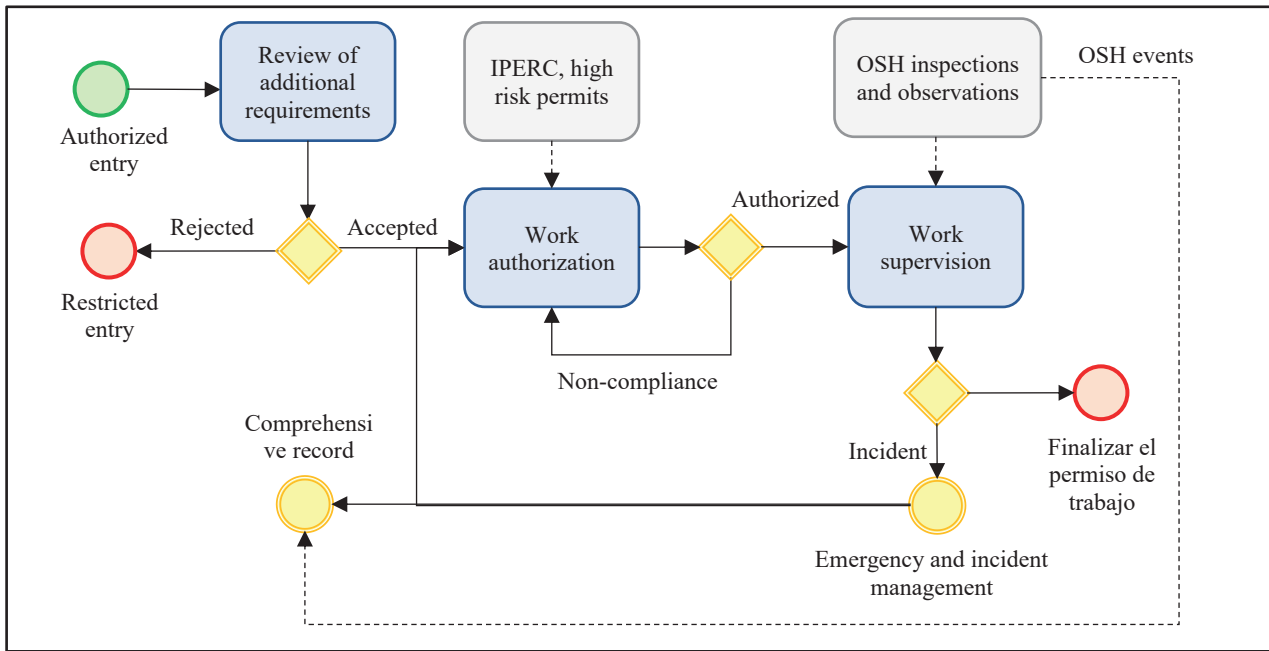 Review of
additional
requirements
IPERC, high
risk permits
OSH inspections
and observations
OSH events
Authorized
entry
Rejected
Accepted
Work
authorization
Authorized
Work
supervision
Restricted
entry
Non-compliance
Comprehensi
ve record
Incident
Finalizar el
permiso de
trabajo
Emergency and incident
management